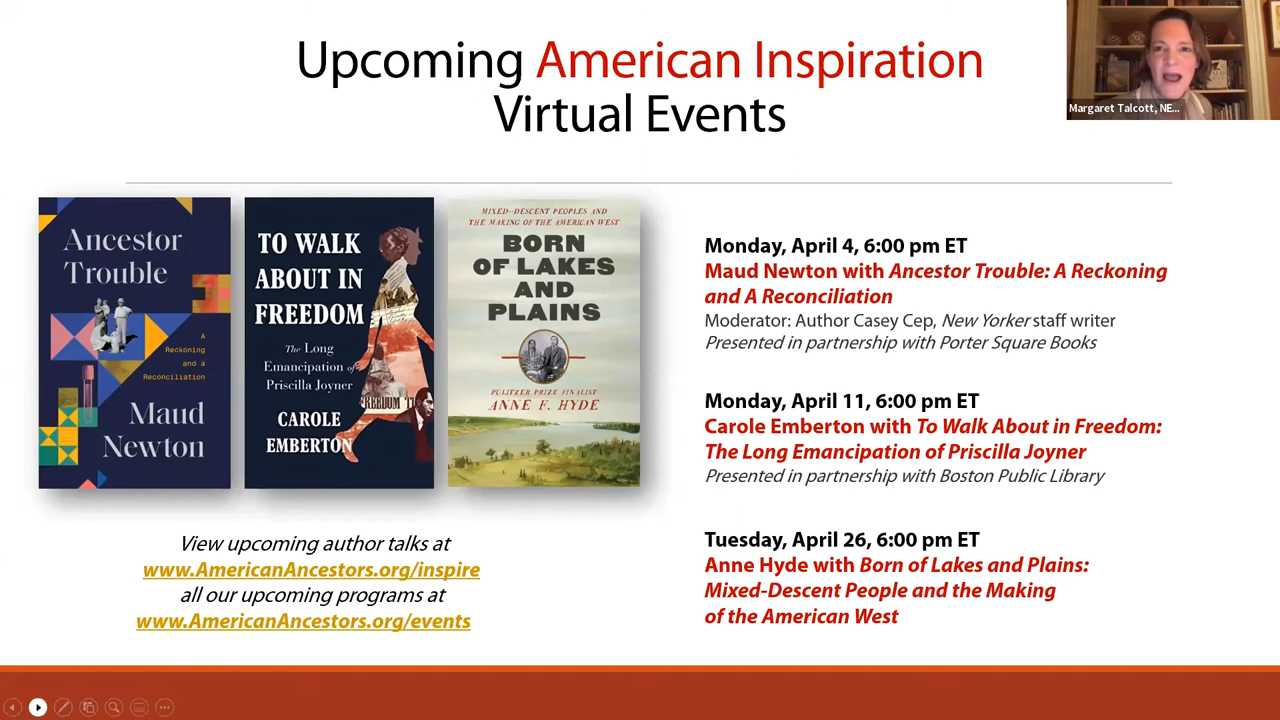 Upcoming American Inspiration
Virtual Events
Margaret Talcott, NE...
Ancestor
Trouble
A
Reckoning
and a
Reconciliation
Maud
Newton
TO WALK
ABOUT IN
FREEDOM
The Long
Emancipation of
Priscilla Joyner
FREEDOM
CAROLE
EMBERTON
MIXED-DESCENT PEOPLES AND
THE MAKING OF THE AMERICAN WEST
BORN
OF LAKES
AND
PLAINS
PULITZER PRIZE FINALIST
ANNE F. HYDE
Monday, April 4, 6:00 pm ET
Maud Newton with Ancestor Trouble: A Reckoning
and A Reconciliation
Moderator: Author Casey Cep, New Yorker staff writer
Presented in partnership with Porter Square Books
Monday, April 11, 6:00 pm ET
Carole Emberton with To Walk About in Freedom:
The Long Emancipation of Priscilla Joyner
Presented in partnership with Boston Public Library
Tuesday, April 26, 6:00 pm ET
Anne Hyde with Born of Lakes and Plains:
Mixed-Descent People and the Making
of the American West
View upcoming author talks at
www.AmericanAncestors.org/inspire
all our upcoming programs at
www.AmericanAncestors.org/events